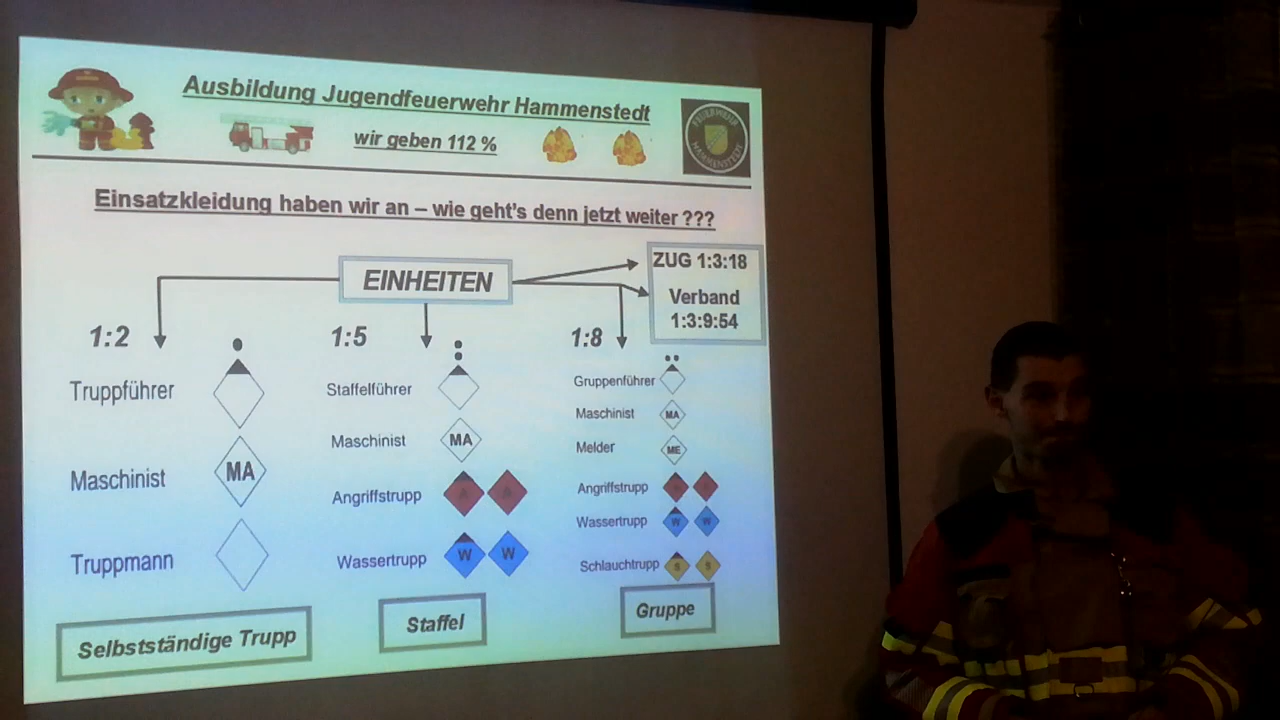 Ausbildung Jugendfeuerwehr Hammenstedt
wir geben 112 %
FEUERWEHR
HAMMENSTEDT
Einsatzkleidung haben wir an – wie geht's denn jetzt weiter ???
EINHEITEN
ZUG 1:3:18
Verband
1:3:9:54
1:2
Truppführer
Maschinist
MA
Truppmann
Selbstständige Trupp
1:5
Staffelführer
Maschinist
MA
Angriffstrupp
A A
Wassertrupp
W W
Staffel
1:8
Gruppenführer
Maschinist
MA
Melder
ME
Angriffstrupp
Wassertrupp
W W
Schlauchtrupp
S S
Gruppe